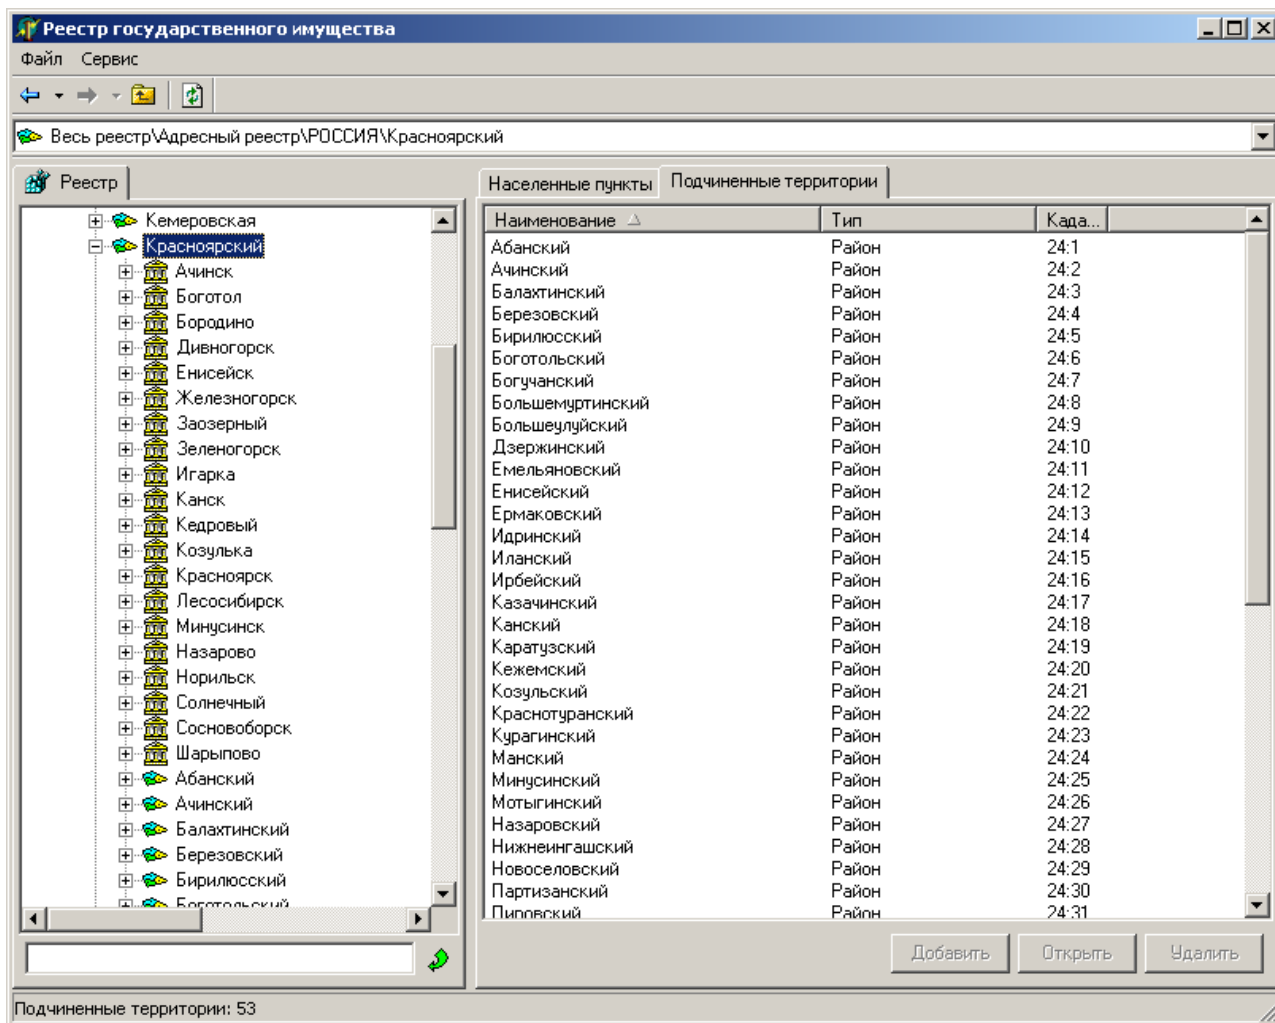 Реестр государственного имущества
Файл Сервис
Весь реестр\Адресный реестр\РОССИЯ\Красноярский
Реестр
Кемеровская
Красноярский
Ачинск
Боготол
Бородино
Дивногорск
Енисейск
Железногорск
Заозерный
Зеленогорск
Игарка
Канск
Кедровый
Козулька
Красноярск
Лесосибирск
Минусинск
Назарово
Норильск
Солнечный
Сосновоборск
Шарыпово
Абанский
Ачинский
Балахтинский
Березовский
Бирилюсский
Боготольский
Населенные пункты Подчиненные территории
Наименование Тип Када...
Абанский Район 24:1
Ачинский Район 24:2
Балахтинский Район 24:3
Березовский Район 24:4
Бирилюсский Район 24:5
Боготольский Район 24:6
Богучанский Район 24:7
Большемуртинский Район 24:8
Большеулуйский Район 24:9
Дзержинский Район 24:10
Емельяновский Район 24:11
Енисейский Район 24:12
Ермаковский Район 24:13
Идринский Район 24:14
Иланский Район 24:15
Ирбейский Район 24:16
Казачинский Район 24:17
Канский Район 24:18
Каратузский Район 24:19
Кежемский Район 24:20
Козульский Район 24:21
Краснотуранский Район 24:22
Курагинский Район 24:23
Манский Район 24:24
Минусинский Район 24:25
Мотыгинский Район 24:26
Назаровский Район 24:27
Нижнеингашский Район 24:28
Новоселовский Район 24:29
Партизанский Район 24:30
Пировский Район 24:31
Добавить Открыть Удалить
Подчиненные территории: 53